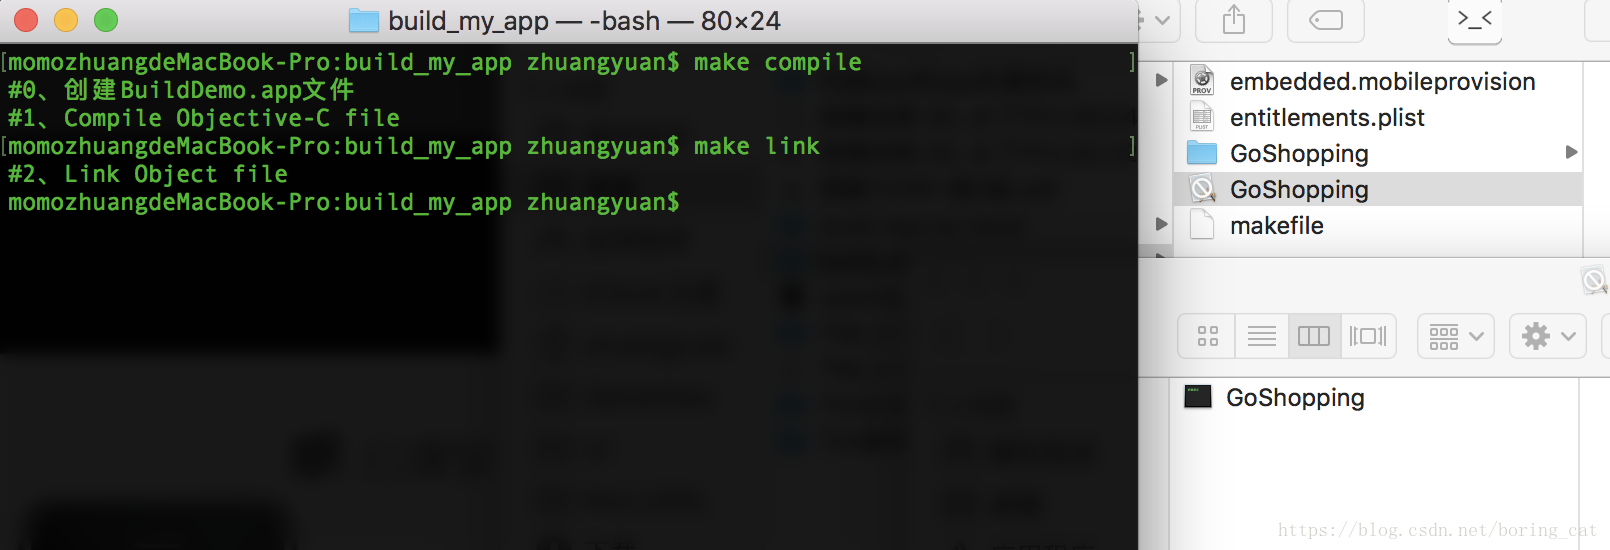 build_my_app — -bash — 80×24
[momozhuangdeMacBook-Pro:build_my_app zhuangyuan$ make compile ]
#0、创建BuildDemo.app文件
#1、Compile Objective-C file
[momozhuangdeMacBook-Pro:build_my_app zhuangyuan$ make link ]
#2、Link Object file
momozhuangdeMacBook-Pro:build_my_app zhuangyuan$
>_<
PROV
embedded.mobileprovision
PLIST
entitlements.plist
GoShopping
GoShopping
makefile
GoShopping
https://blog.csdn.net/boring_cat